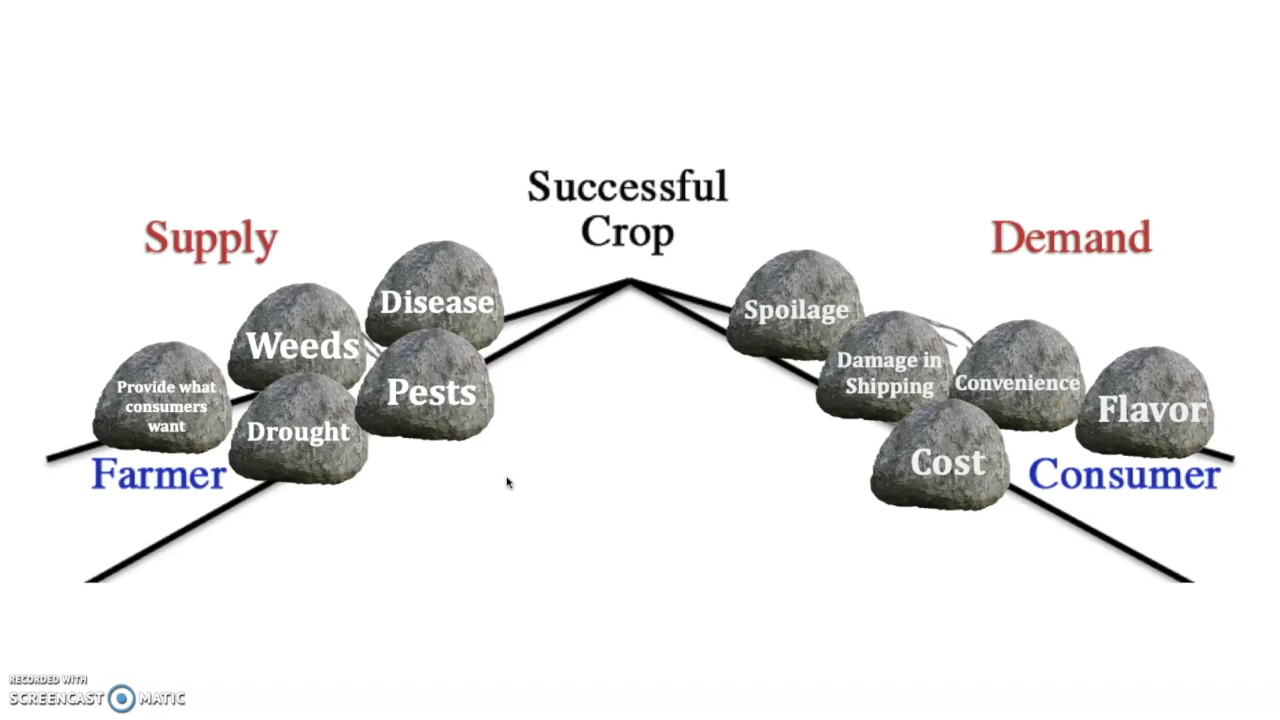 Successful
Crop
Supply
Demand
Disease
Spoilage
Weeds
Pests
Provide what
consumers
want
Drought
Damage in
Shipping
Convenience
Flavor
Cost
Farmer
Consumer
RECORDED WITH
SCREENCAST MATIC